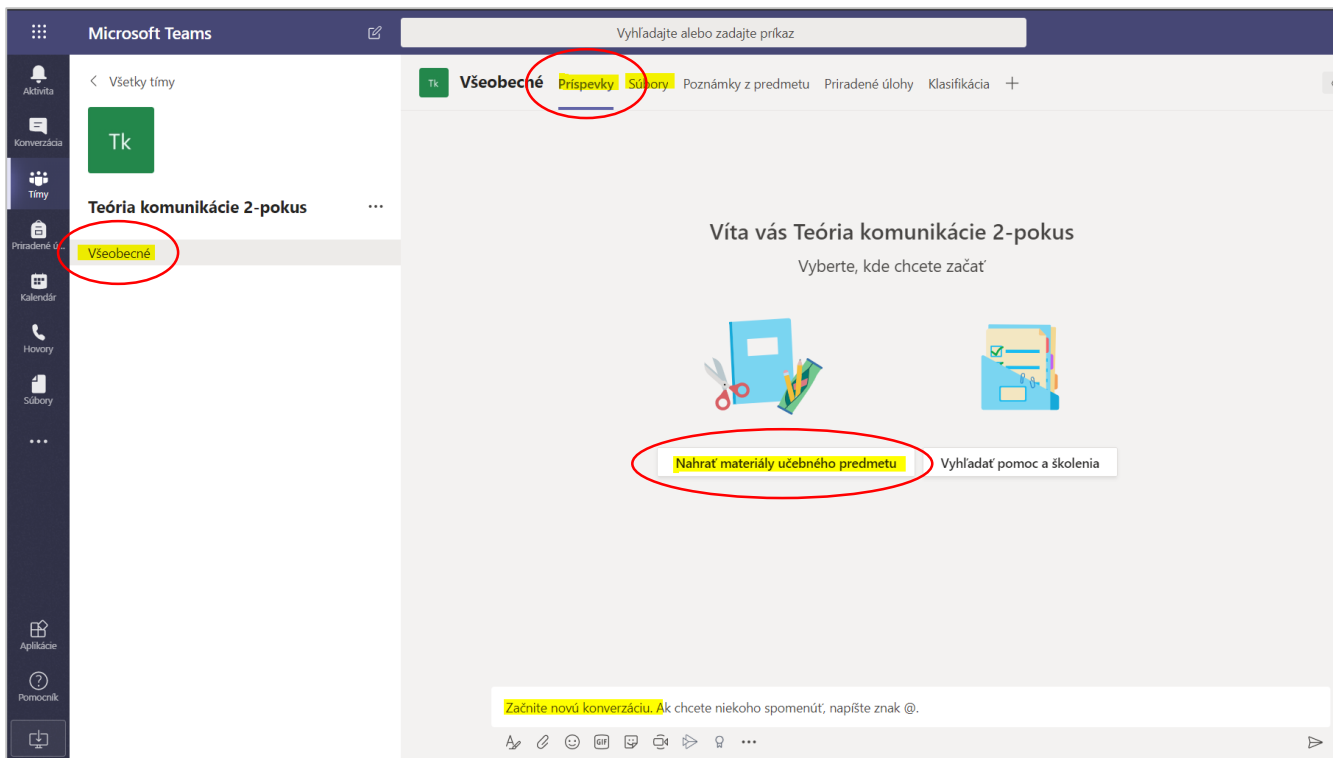 Microsoft Teams
Vyhľadajte alebo zadajte príkaz
Aktivita
Konverzácia
Tímy
Priradené ú...
Kalendár
Hovory
Súbory
Aplikácie
Pomocník
Všetky tímy
Tk
Teória komunikácie 2-pokus
Všeobecné
Tk Všeobecné Príspevky Súbory Poznámky z predmetu Priradené úlohy Klasifikácia
Víta vás Teória komunikácie 2-pokus
Vyberte, kde chcete začať
Nahrať materiály učebného predmetu Vyhľadať pomoc a školenia
Začnite novú konverzáciu. Ak chcete niekoho spomenúť, napíšte znak @.
GIF